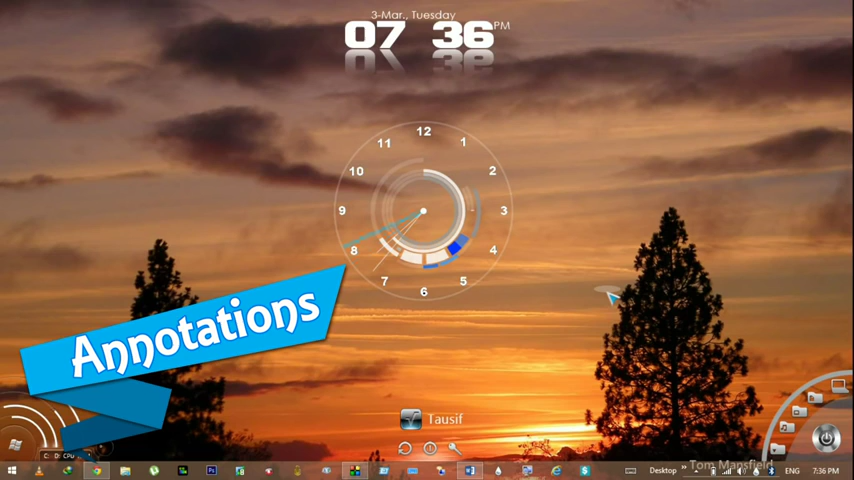 3-Mar., Tuesday
07 36 PM
12
11 1
10 2
9 3
8 4
7 5
6
Annotations
Tausif
C: D: CPU
Tom Mansfield
Desktop
ENG
7:36 PM